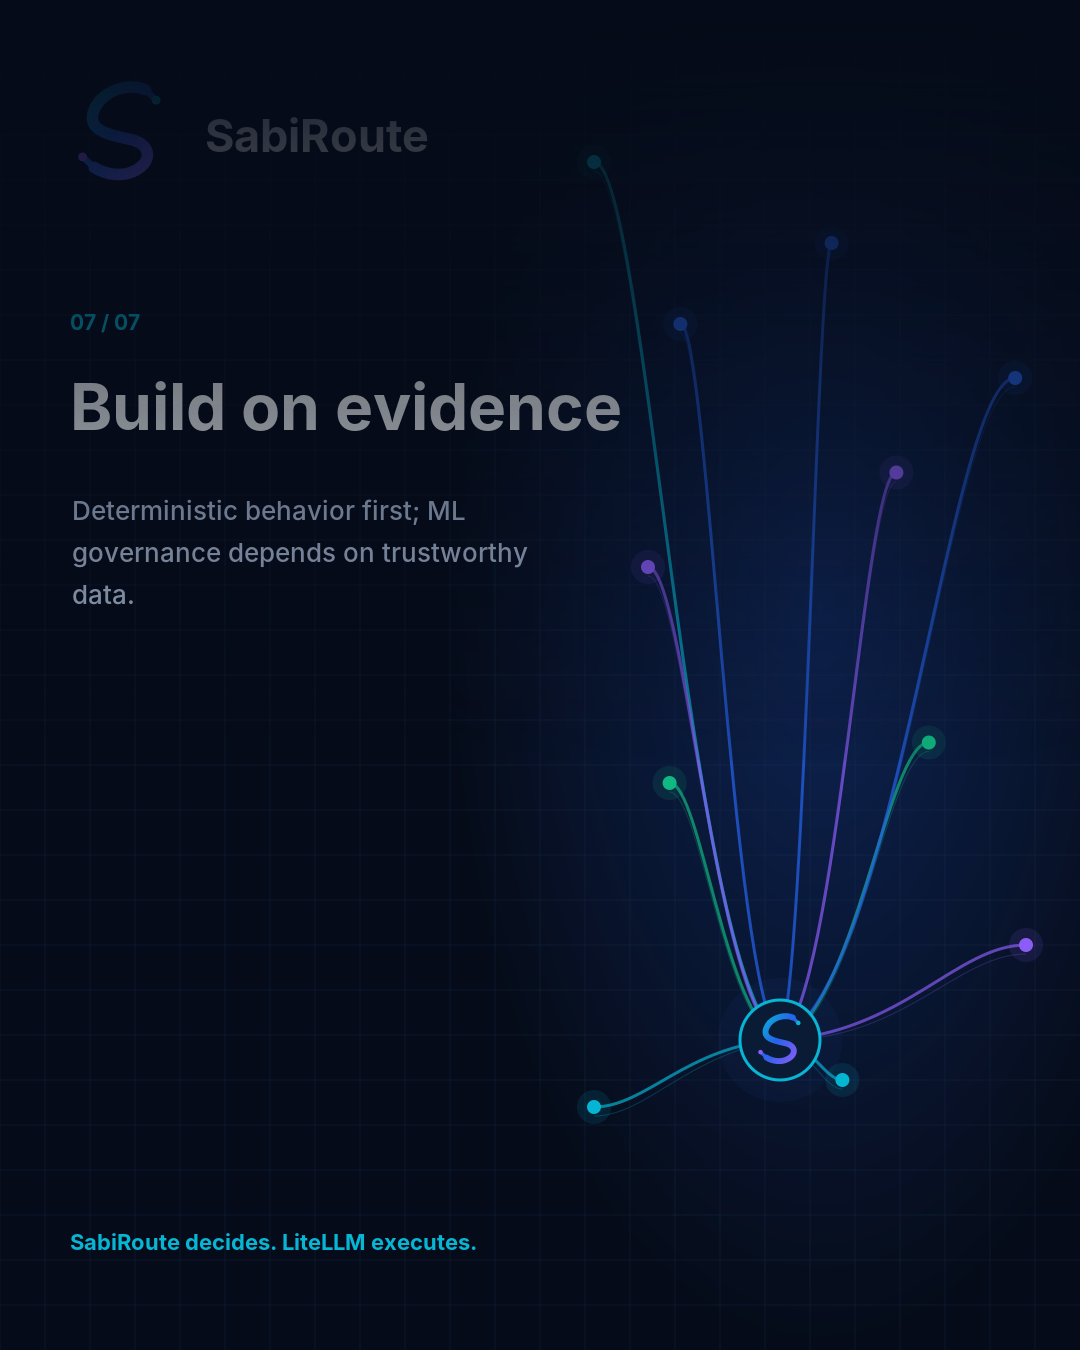 SabiRoute
07 / 07
Build on evidence
Deterministic behavior first; ML
governance depends on trustworthy
data.
SabiRoute decides. LiteLLM executes.